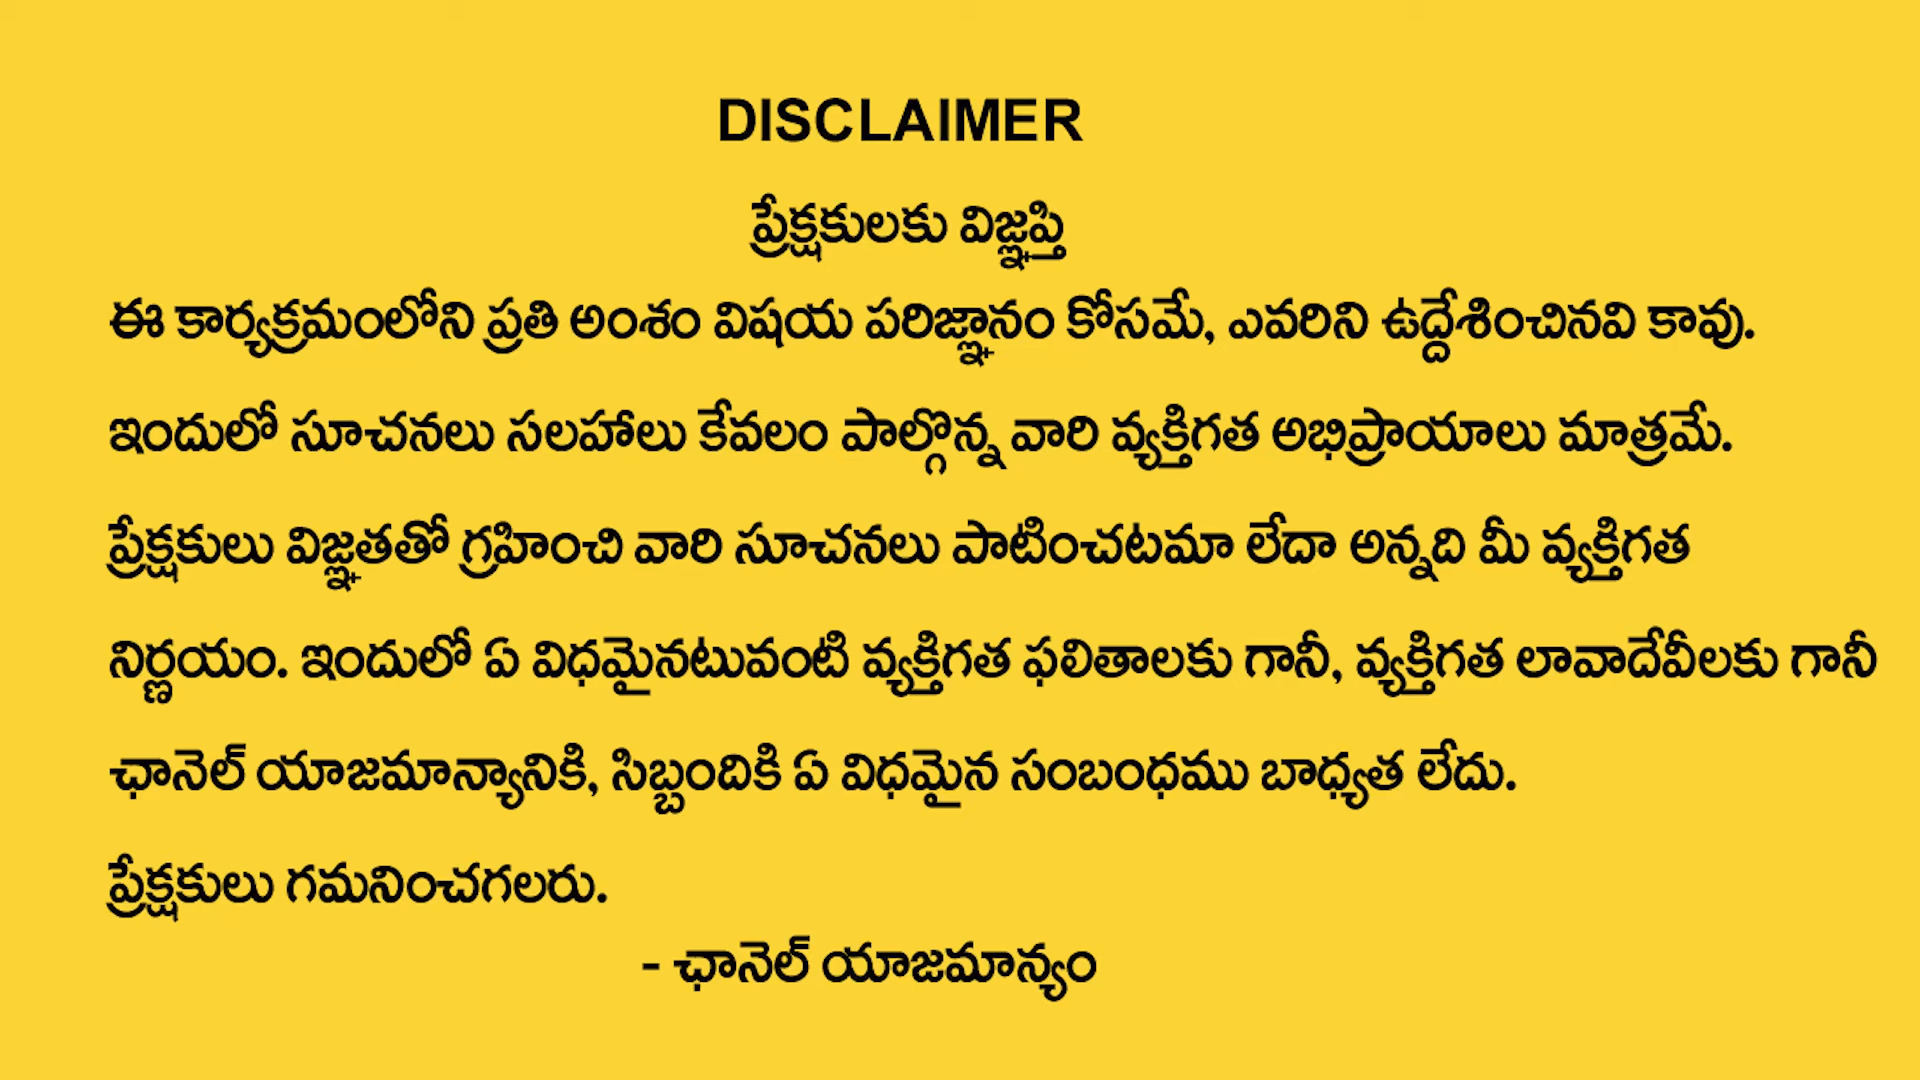 DISCLAIMER
ప్రేక్షకులకు విజ్ఞప్తి
ఈ కార్యక్రమంలోని ప్రతి అంశం విషయ పరిజ్ఞానం కోసమే, ఎవరిని ఉద్దేశించినవి కావు.
ఇందులో సూచనలు సలహాలు కేవలం పాల్గొన్న వారి వ్యక్తిగత అభిప్రాయాలు మాత్రమే.
ప్రేక్షకులు విజ్ఞతతో గ్రహించి వారి సూచనలు పాటించటమా లేదా అన్నది మీ వ్యక్తిగత
నిర్ణయం. ఇందులో ఏ విధమైనటువంటి వ్యక్తిగత ఫలితాలకు గానీ, వ్యక్తిగత లావాదేవీలకు గానీ
ఛానెల్ యాజమాన్యానికి, సిబ్బందికి ఏ విధమైన సంబంధము బాధ్యత లేదు.
ప్రేక్షకులు గమనించగలరు.
- ఛానెల్ యాజమాన్యం